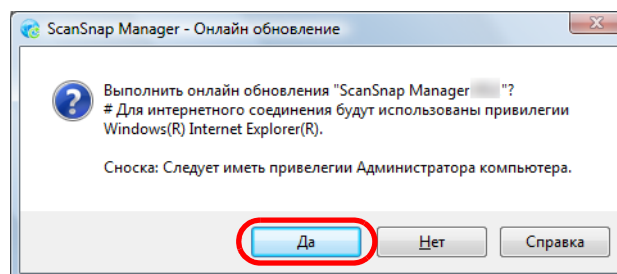 ScanSnap Manager - Онлайн обновление
Выполнить онлайн обновления "ScanSnap Manager "?
# Для интернетного соединения будут использованы привилегии
Windows(R) Internet Explorer(R).
Сноска: Следует иметь привелегии Администратора компьютера.
Да Нет Справка